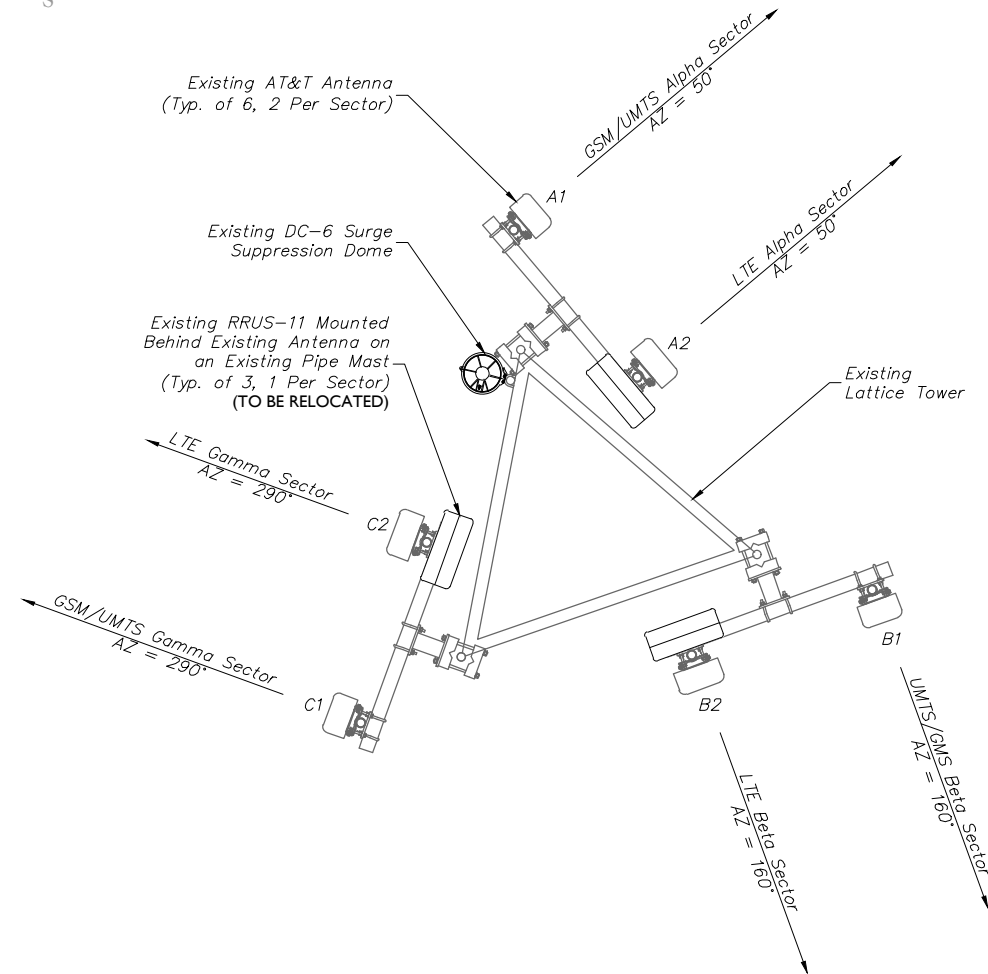 S
GSM/UMTS Alpha Sector
AZ = 50°
Existing AT&T Antenna
(Typ. of 6, 2 Per Sector)
A1
LTE Alpha Sector
AZ = 50°
Existing DC-6 Surge
Suppression Dome
Existing RRUS-11 Mounted
Behind Existing Antenna on
an Existing Pipe Mast
(Typ. of 3, 1 Per Sector)
(TO BE RELOCATED)
A2
Existing
Lattice Tower
LTE Gamma Sector
AZ = 290°
C2
GSM/UMTS Gamma Sector
AZ = 290°
C1
B1
B2
UMTS/GMS Beta Sector
AZ = 160°
LTE Beta Sector
AZ = 160°